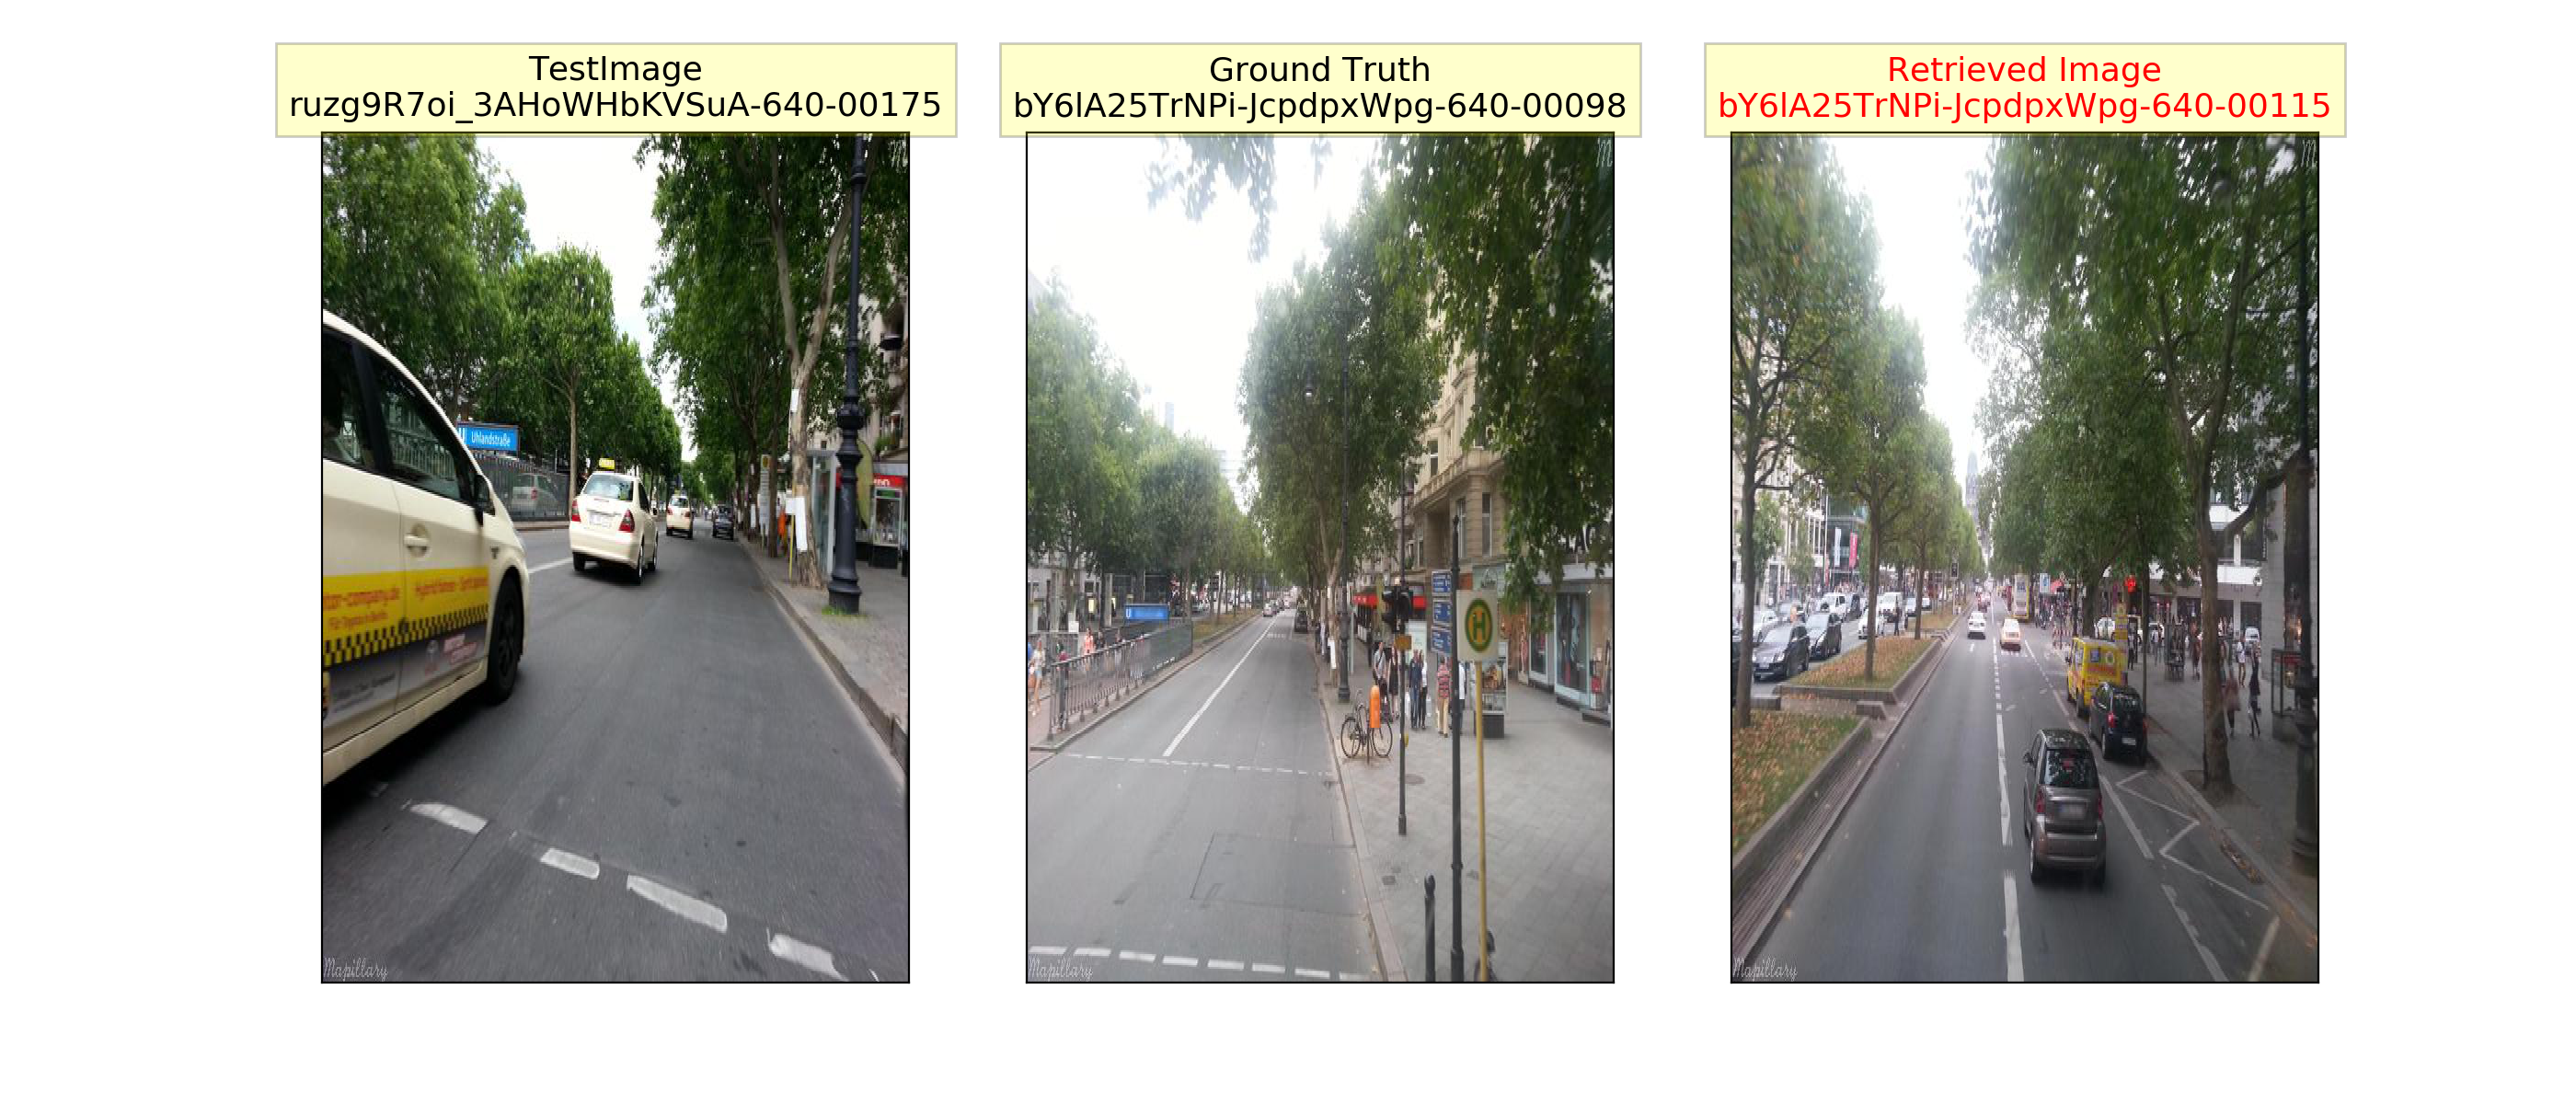 TestImage
ruzg9R7oi_3AHoWHbKVSuA-640-00175
Ground Truth
bY6lA25TrNPi-JcpdpxWpg-640-00098
Retrieved Image
bY6lA25TrNPi-JcpdpxWpg-640-00115
U Uhlandstraße
Mapillary
U
H
Mapillary
M
Mapillary
M